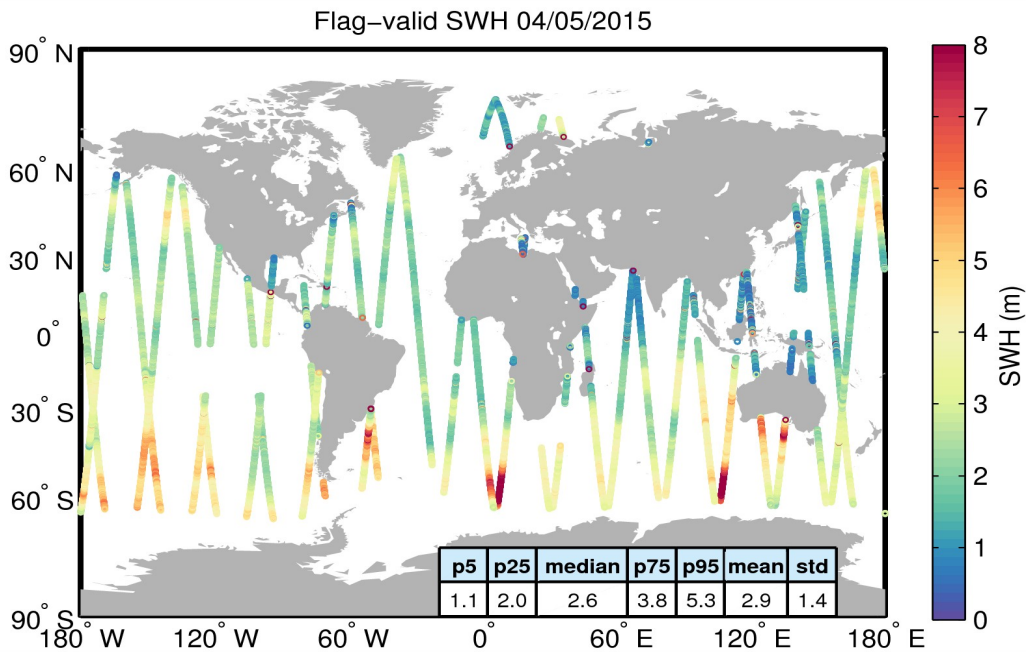 Flag−valid SWH 04/05/2015
90° N
60° N
30° N
0°
30° S
60° S
90° S
180° W
120° W
60° W
0°
60° E
120° E
180° E
p5 p25 median p75 p95 mean std
1.1 2.0 2.6 3.8 5.3 2.9 1.4
8
7
6
5
4
3
2
1
0
SWH (m)